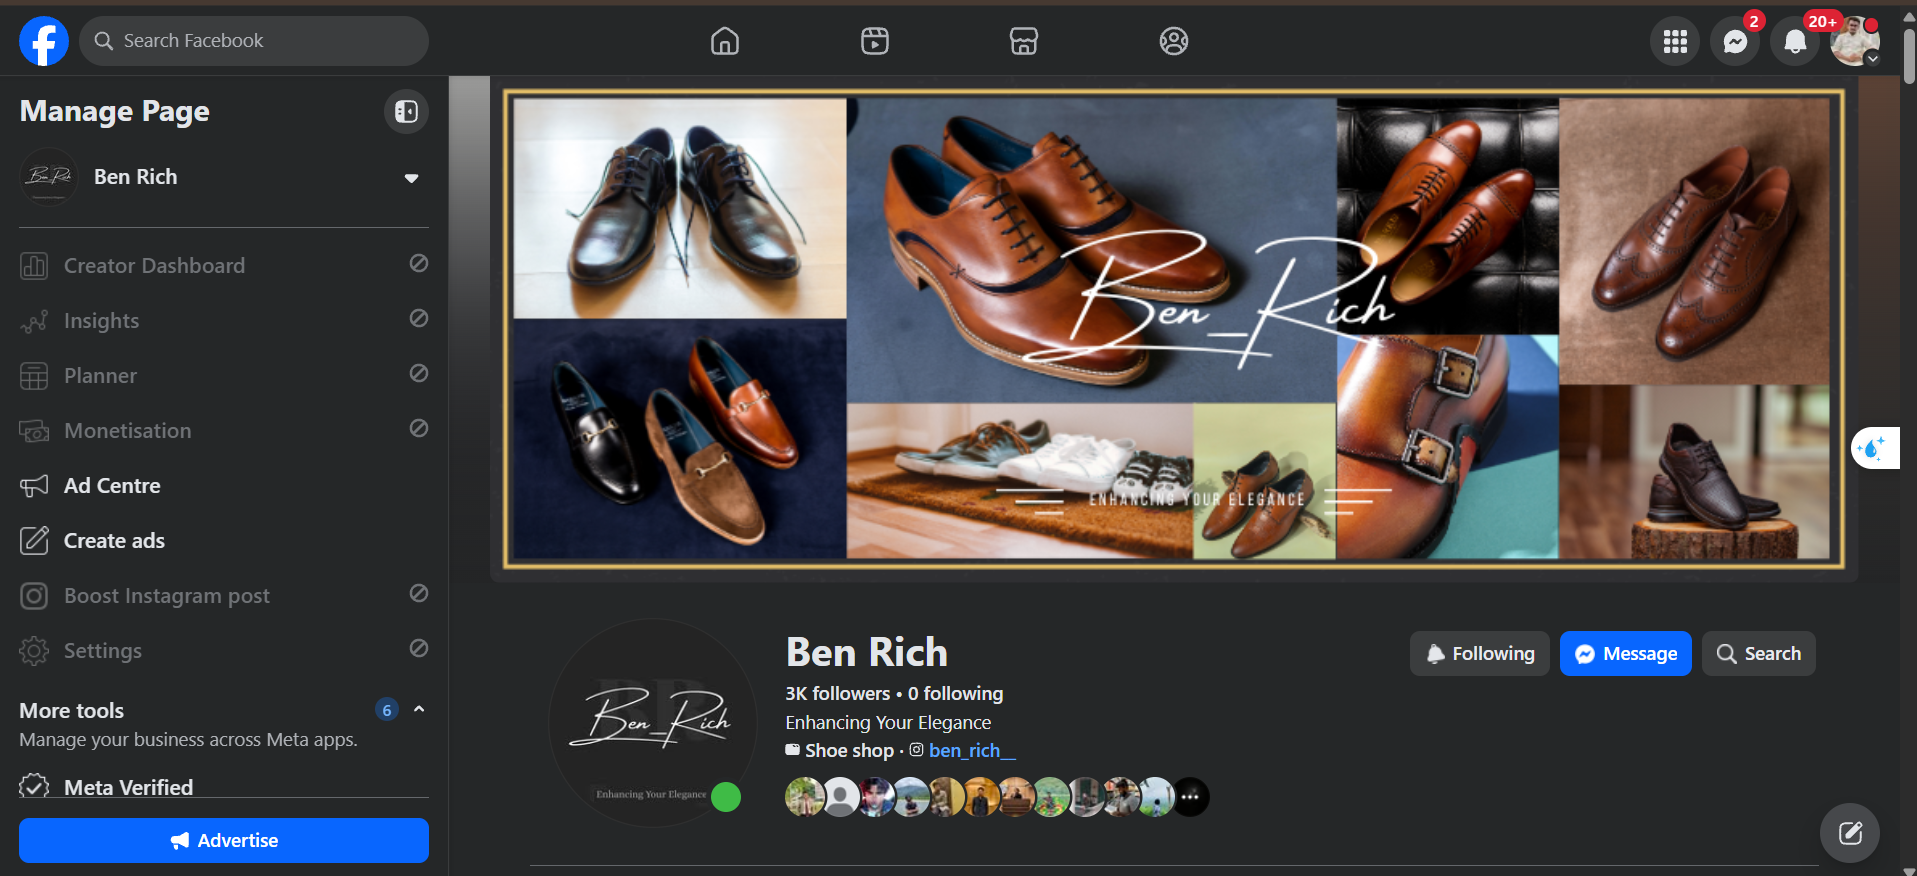 Search Facebook
2
20+
Manage Page
Ben_Rich
Ben Rich
Creator Dashboard
Insights
Planner
Monetisation
Ad Centre
Create ads
Boost Instagram post
Settings
More tools
6
Manage your business across Meta apps.
Meta Verified
Advertise
Ben_Rich
ENHANCING YOUR ELEGANCE
Ben_Rich
Enhancing Your Elegance
Ben Rich
3K followers • 0 following
Enhancing Your Elegance
Shoe shop · ben_rich__
Following
Message
Search